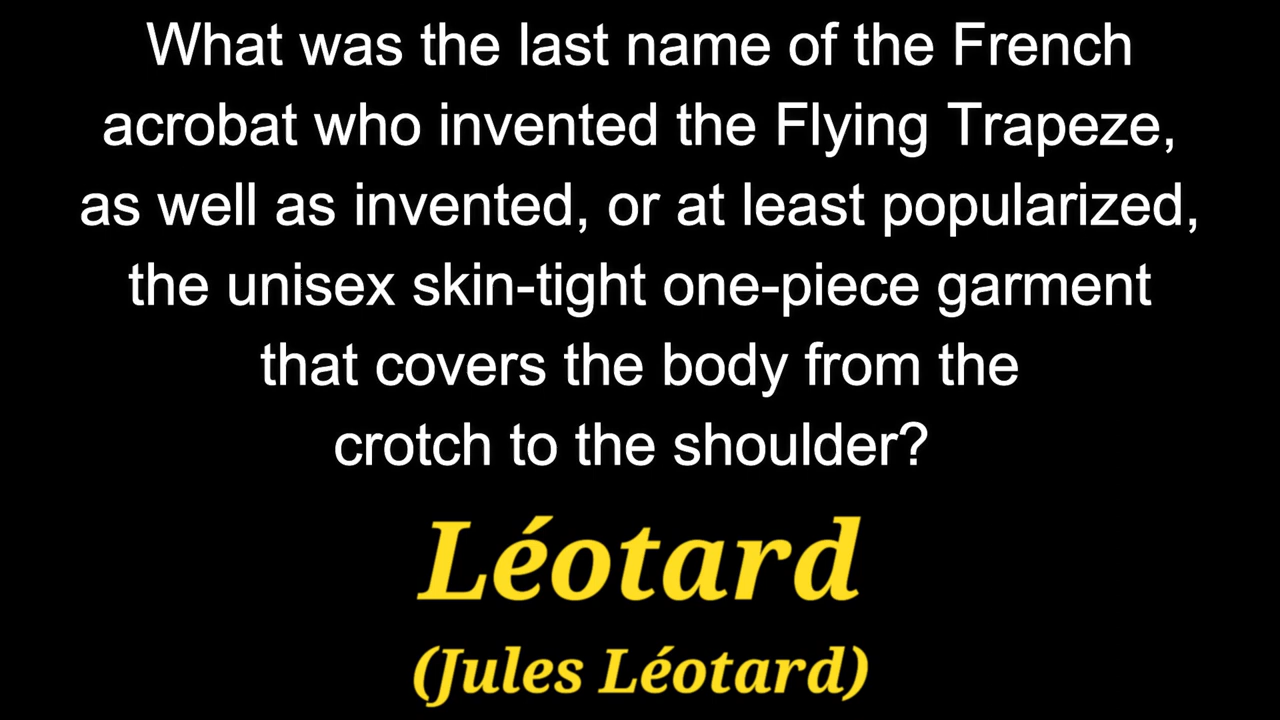 What was the last name of the French
acrobat who invented the Flying Trapeze,
as well as invented, or at least popularized,
the unisex skin-tight one-piece garment
that covers the body from the
crotch to the shoulder?
Léotard
(Jules Léotard)